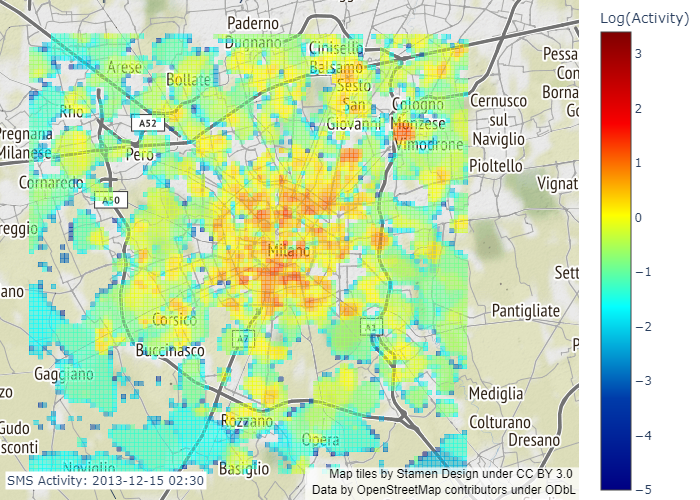 Log(Activity)
3
2
1
0
−1
−2
−3
−4
−5
Paderno
Dugnano
Cinisello
Balsamo
Arese
Bollate
Sesto
San
Giovanni
Cologno
Monzese
Vimodrone
Cernusco
sul
Naviglio
Pessa
Con
Borna
Go
Rho
A52
Pregnana
Milanese
Pero
Pioltello
Cornaredo
Vignat
A50
reggio
Milano
Sett
ano
Pantigliate
Corsico
A7
A1
P
Buccinasco
Gaggiano
zo
Mediglia
Rozzano
Colturano
Gudo
sconti
Opera
Dresano
Noviglio
Basiglio
SMS Activity: 2013-12-15 02:30
Map tiles by Stamen Design under CC BY 3.0
Data by OpenStreetMap contributors under ODbL